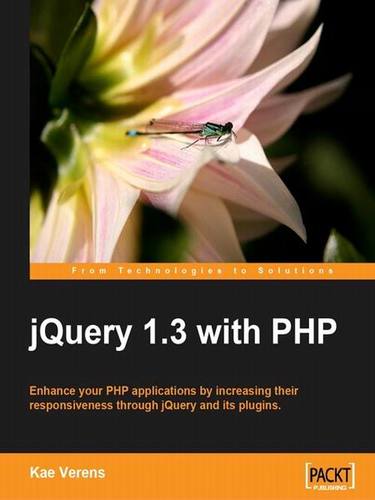 From Technologies to Solutions
jQuery 1.3 with PHP
Enhance your PHP applications by increasing their
responsiveness through jQuery and its plugins.
Kae Verens
PACKT
PUBLISHING